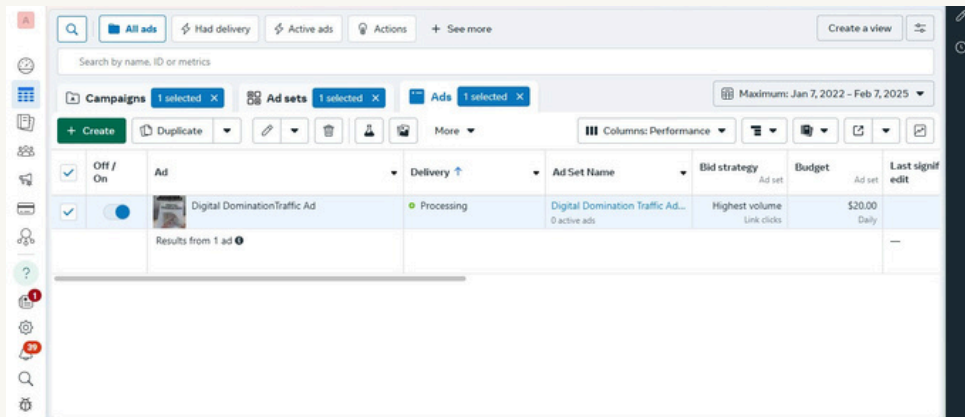 A
All ads
Had delivery
Active ads
Actions
+ See more
Create a view
Search by name, ID or metrics
Campaigns 1 selected ×
Ad sets 1 selected ×
Ads 1 selected ×
Maximum: Jan 7, 2022 – Feb 7, 2025
+ Create
Duplicate
More
Columns: Performance
Off / On
Ad
Delivery ↑
Ad Set Name
Bid strategy
Ad set
Budget
Ad set
Last signif
edit
Digital DominationTraffic Ad
Processing
Digital Domination Traffic Ad...
0 active ads
Highest volume
Link clicks
$20.00
Daily
Results from 1 ad
—
?
1
39